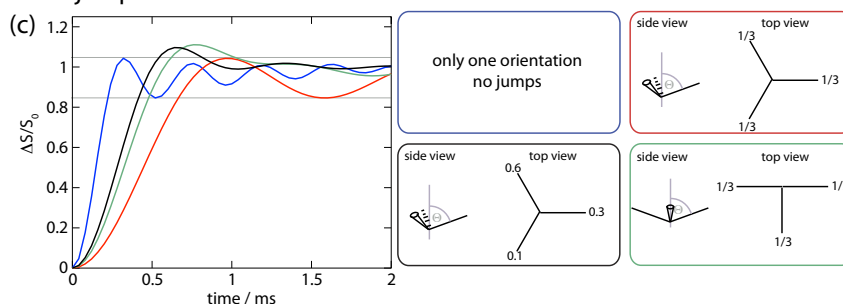 (c)
1.2
1
0.8
0.6
0.4
0.2
0
0
0.5
1
1.5
2
ΔS/S0
time / ms
only one orientation
no jumps
side view
top view
Θ
1/3
1/3
1/3
side view
top view
Θ
0.6
0.3
0.1
side view
top view
Θ
1/3
1/3